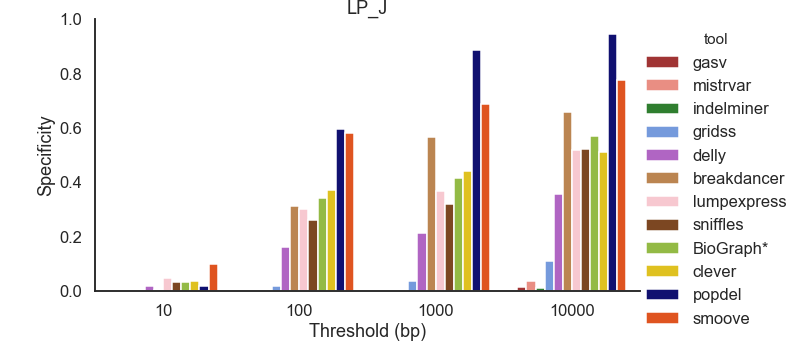 LP_J
1.0
0.8
0.6
0.4
0.2
0.0
Specificity
10
100
1000
10000
Threshold (bp)
tool
gasv
mistrvar
indelminer
gridss
delly
breakdancer
lumpexpress
sniffles
BioGraph*
clever
popdel
smoove